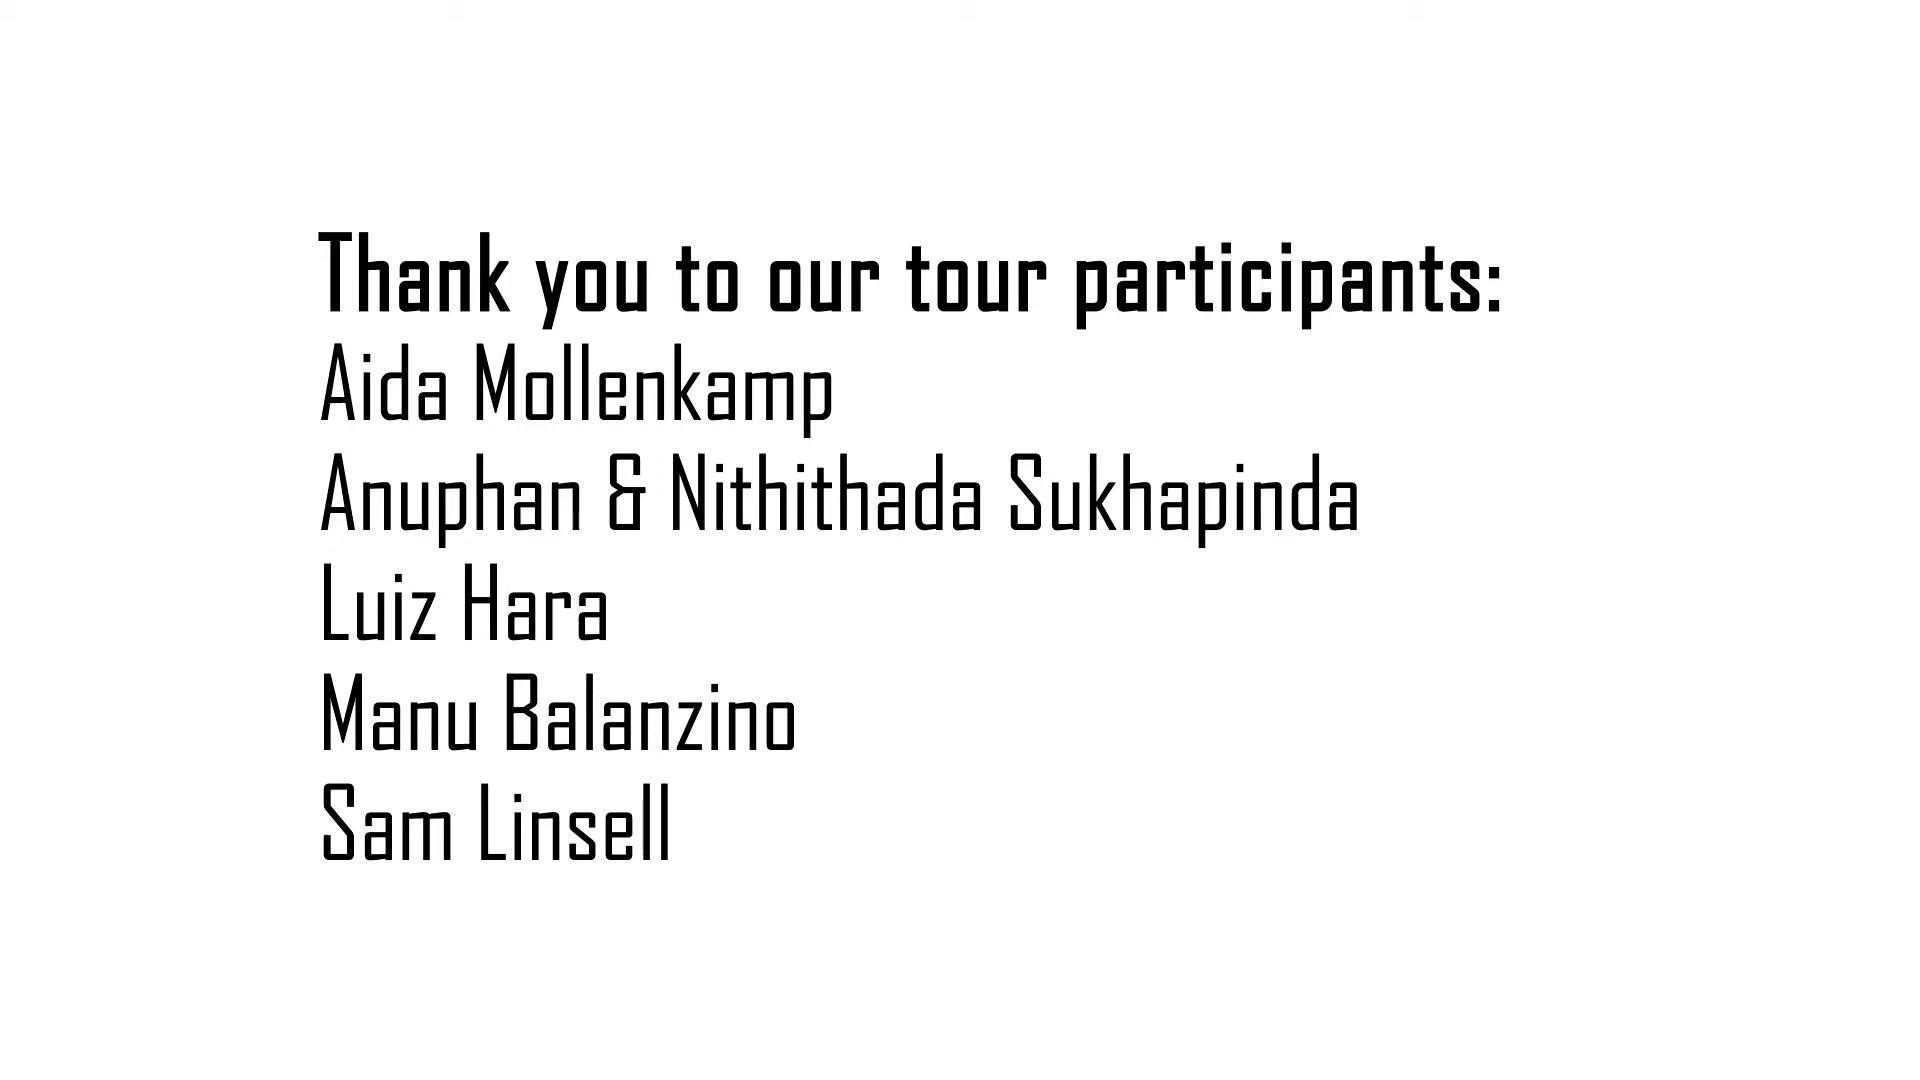 Thank you to our tour participants:
Aida Mollenkamp
Anuphan & Nithithada Sukhapinda
Luiz Hara
Manu Balanzino
Sam Linsell